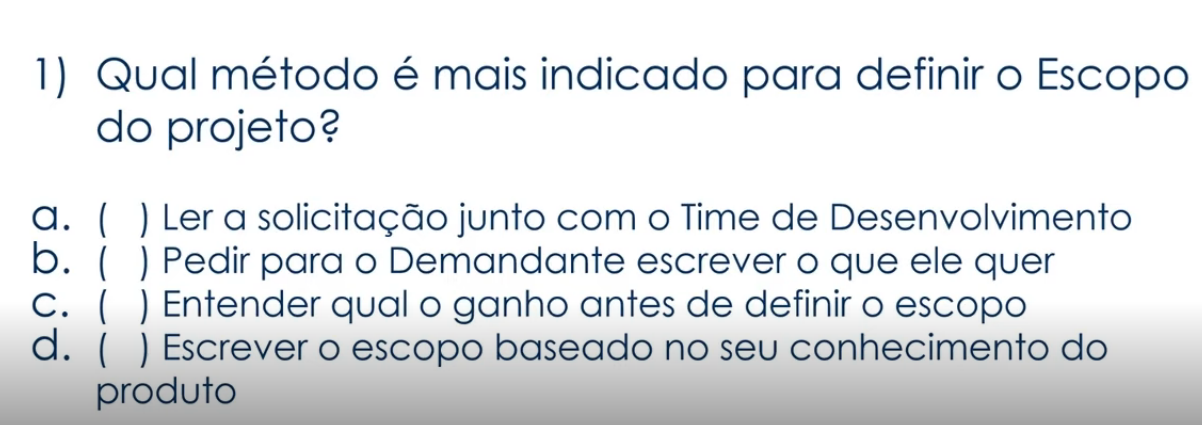 1) Qual método é mais indicado para definir o Escopo
do projeto?
a. ( ) Ler a solicitação junto com o Time de Desenvolvimento
b. ( ) Pedir para o Demandante escrever o que ele quer
c. ( ) Entender qual o ganho antes de definir o escopo
d. ( ) Escrever o escopo baseado no seu conhecimento do
produto